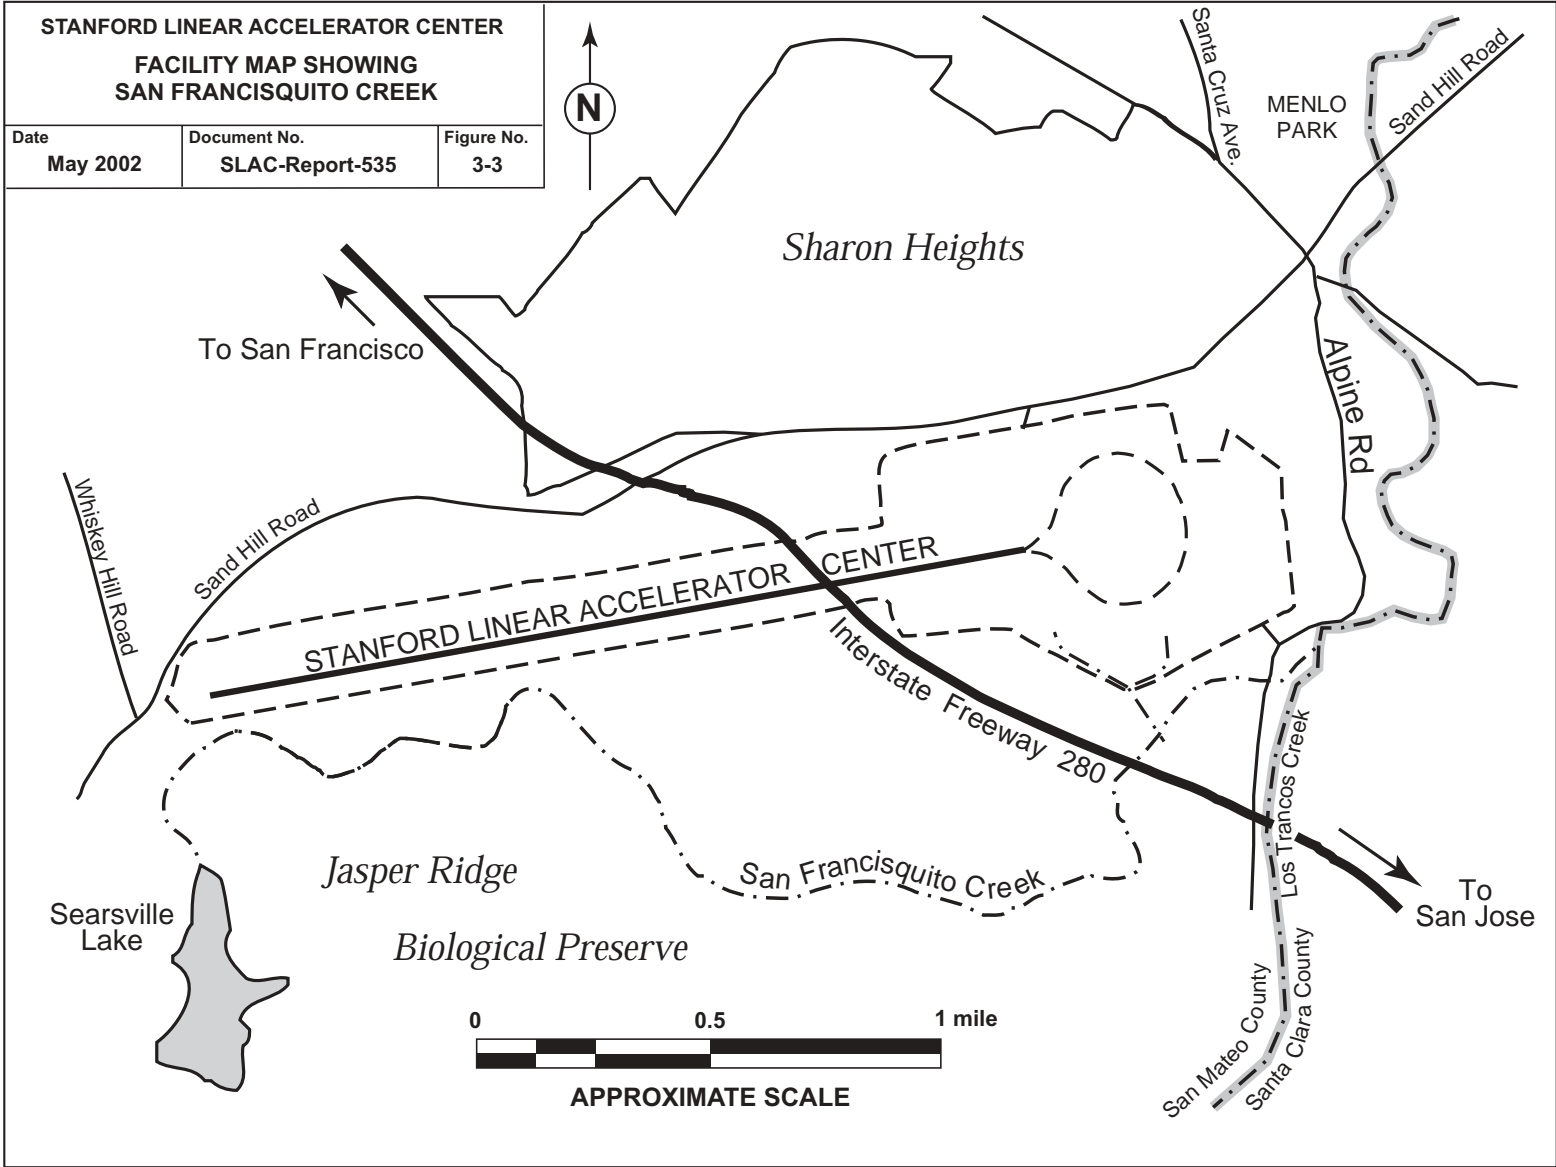 STANFORD LINEAR ACCELERATOR CENTER
FACILITY MAP SHOWING
SAN FRANCISQUITO CREEK
Date
May 2002
Document No.
SLAC-Report-535
Figure No.
3-3
N
Santa Cruz Ave.
MENLO
PARK
Sand Hill Road
Sharon Heights
To San Francisco
Alpine Rd
Whiskey Hill Road
Sand Hill Road
STANFORD LINEAR ACCELERATOR CENTER
Interstate Freeway 280
Los Trancos Creek
San Francisquito Creek
Jasper Ridge
Biological Preserve
Searsville
Lake
To
San Jose
San Mateo County
Santa Clara County
0 0.5 1 mile
APPROXIMATE SCALE